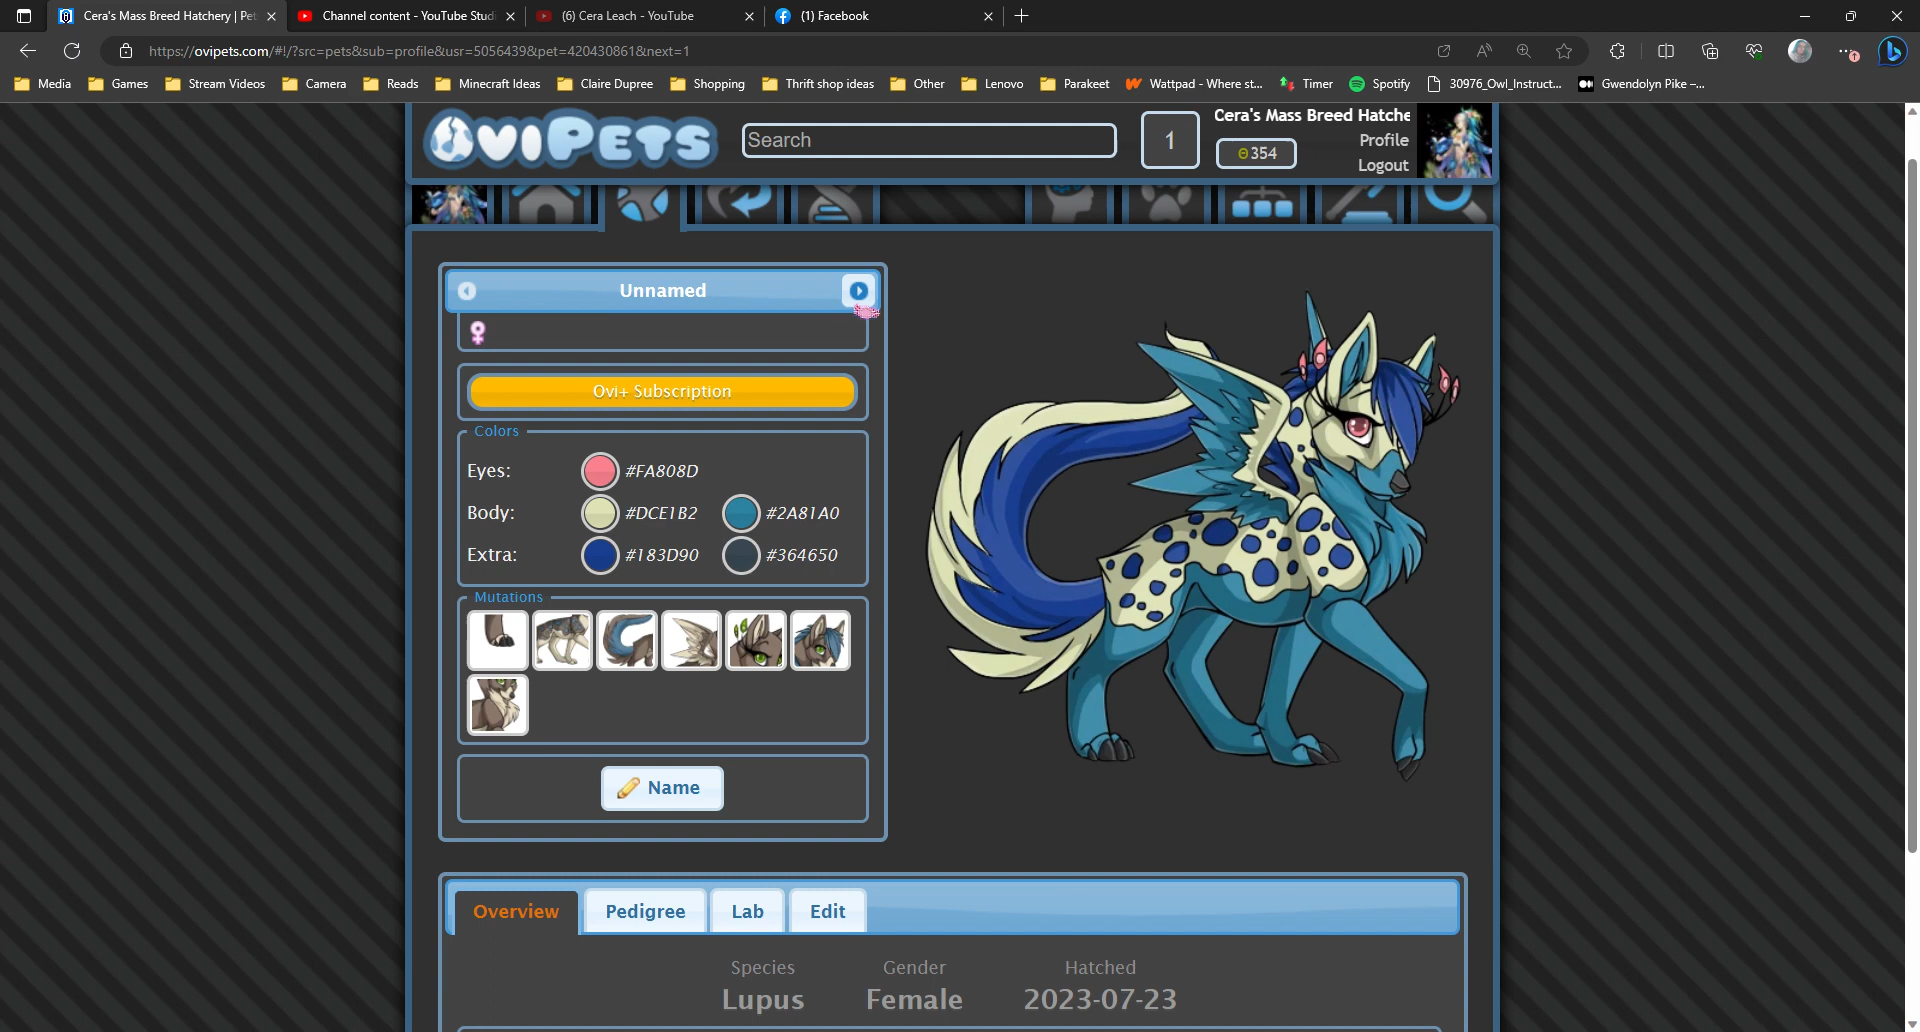 Cera's Mass Breed Hatchery | Pet
Channel content - YouTube Studi
(6) Cera Leach - YouTube
(1) Facebook
https://ovipets.com/#!/?src=pets&sub=profile&usr=5056439&pet=420430861&next=1
Media
Games
Stream Videos
Camera
Reads
Minecraft Ideas
Claire Dupree
Shopping
Thrift shop ideas
Other
Lenovo
Parakeet
Wattpad - Where st...
Timer
Spotify
30976_Owl_Instruct...
Gwendolyn Pike –...
OviPets
Search
1
Cera's Mass Breed Hatche
354
Profile
Logout
Unnamed
Ovi+ Subscription
Colors
Eyes: #FA808D
Body: #DCE1B2 #2A81A0
Extra: #183D90 #364650
Mutations
Name
Overview Pedigree Lab Edit
Species Gender Hatched
Lupus Female 2023-07-23